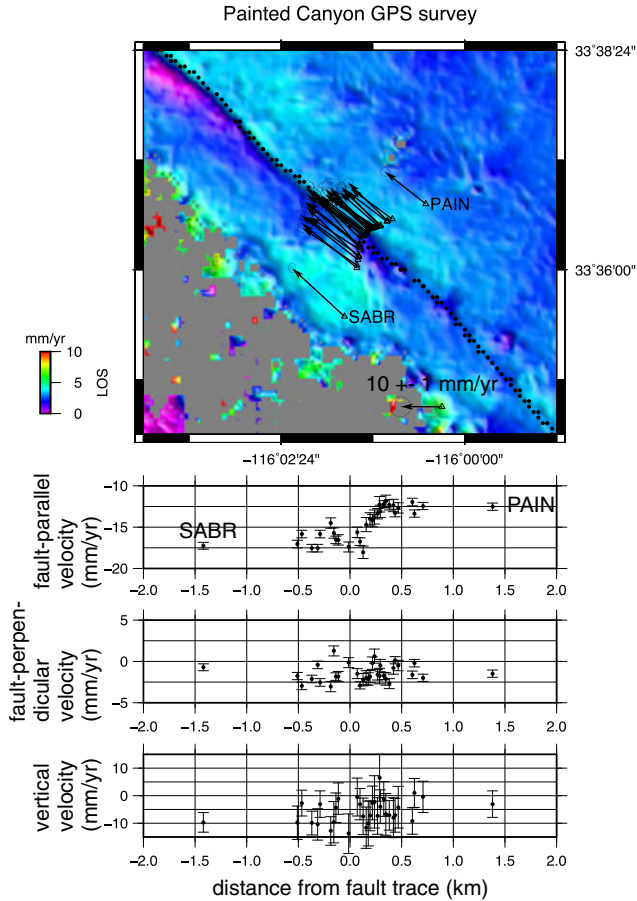 Painted Canyon GPS survey
33˚38'24"
PAIN
33˚36'00"
SABR
mm/yr
10
5
0
LOS
10 +- 1 mm/yr
−116˚02'24"
−116˚00'00"
fault-parallel
velocity
(mm/yr)
−10
−15
−20
SABR
PAIN
−2.0 −1.5 −1.0 −0.5 0.0 0.5 1.0 1.5 2.0
fault-perpen-
dicular
velocity
(mm/yr)
5
0
−5
−2.0 −1.5 −1.0 −0.5 0.0 0.5 1.0 1.5 2.0
vertical
velocity
(mm/yr)
10
0
−10
−2.0 −1.5 −1.0 −0.5 0.0 0.5 1.0 1.5 2.0
distance from fault trace (km)